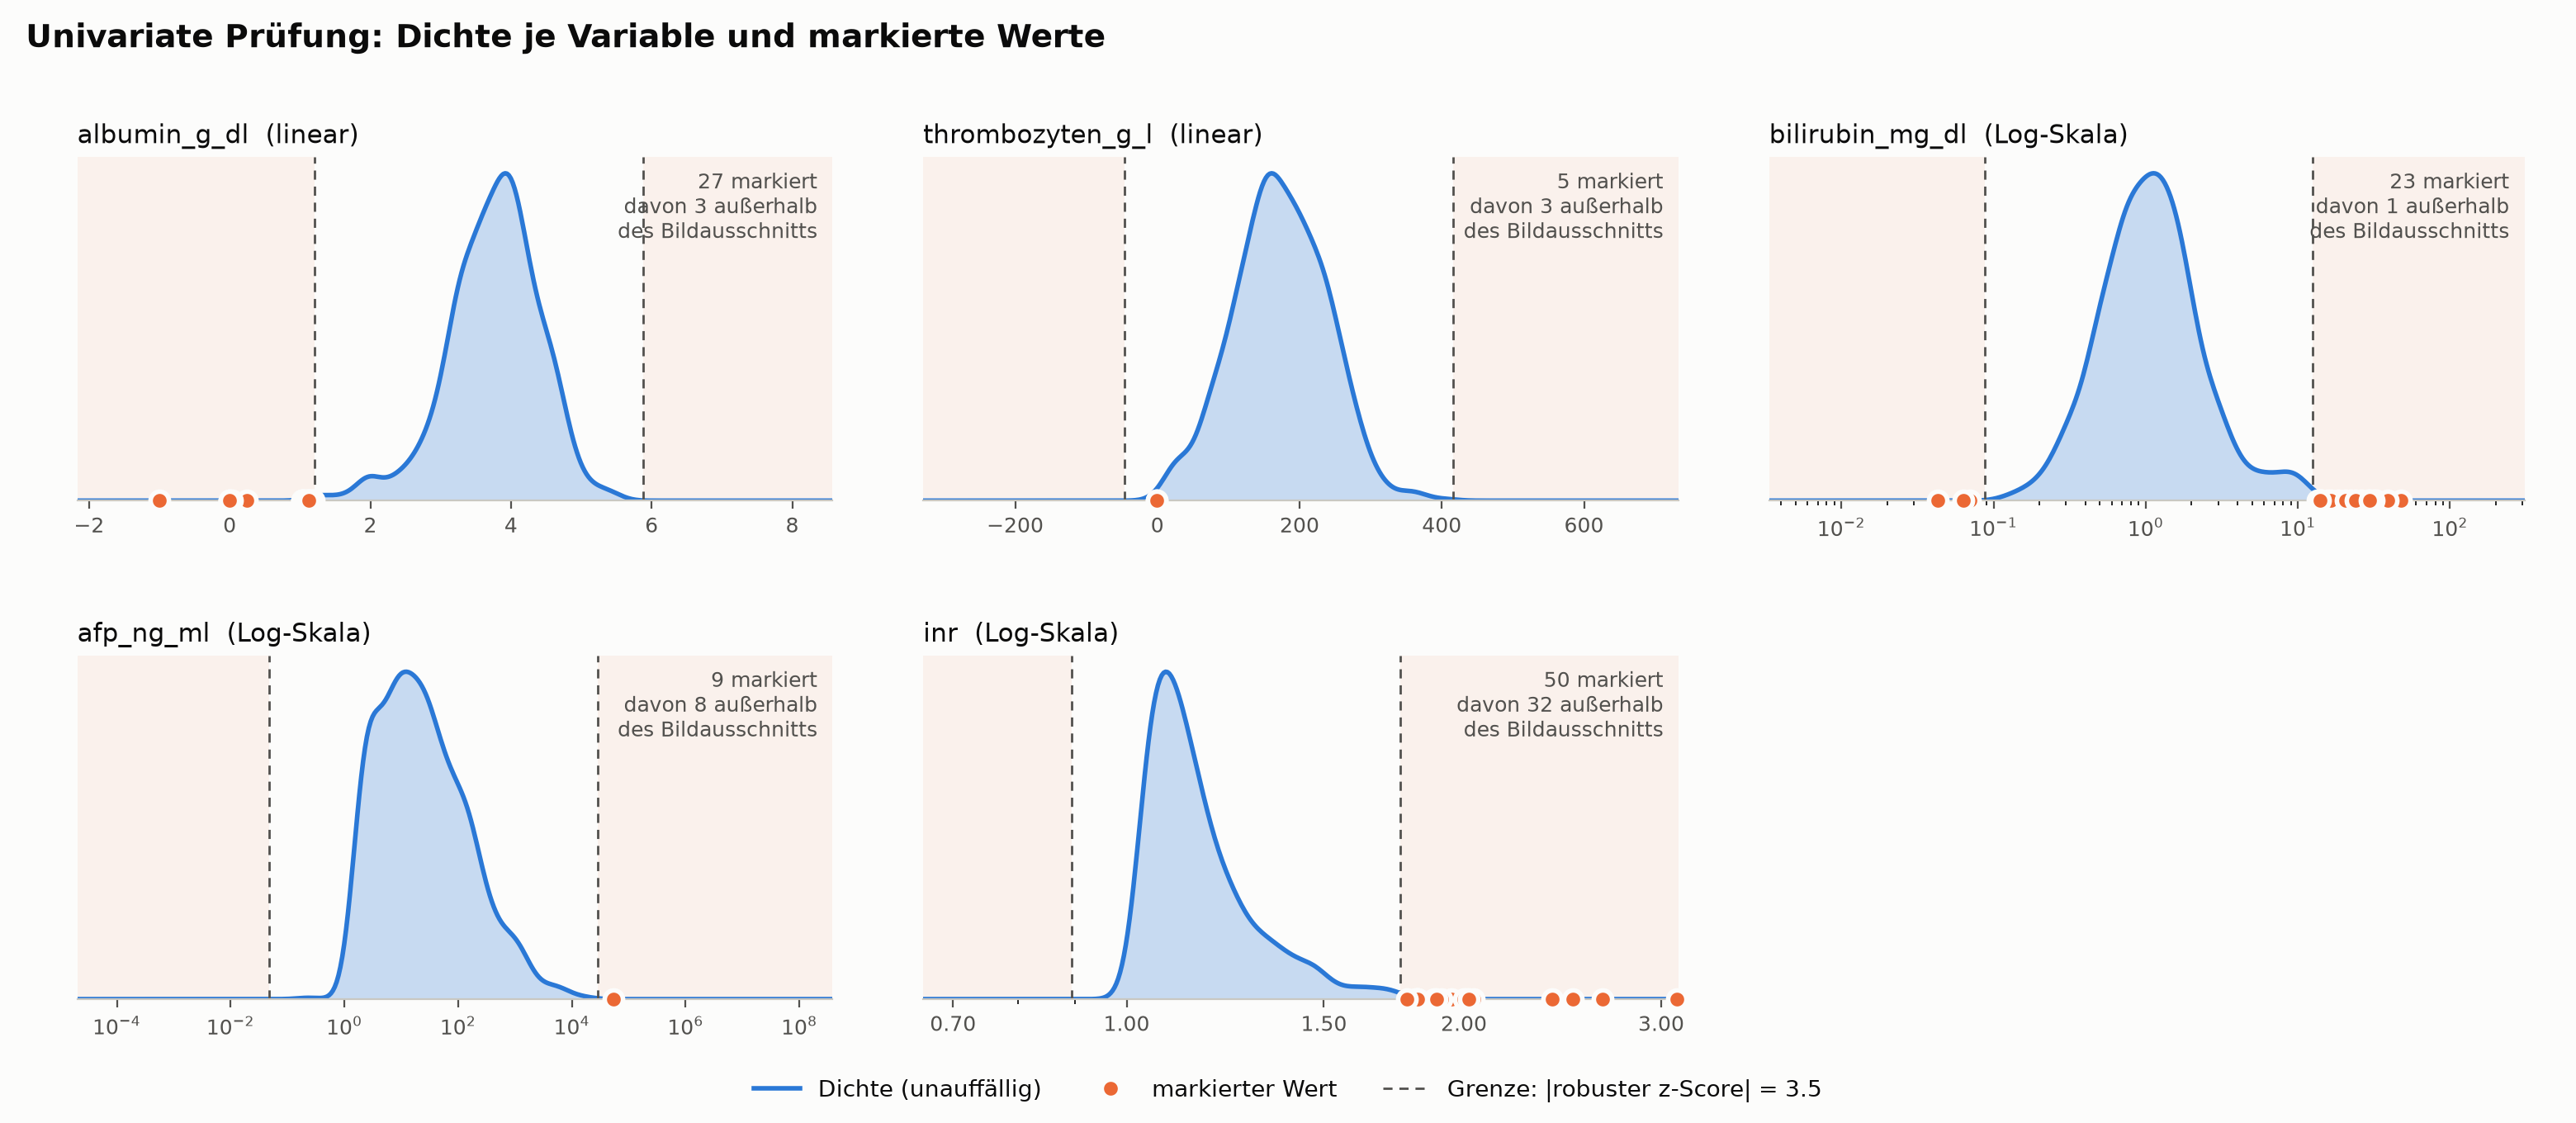 Univariate Prüfung: Dichte je Variable und markierte Werte
albumin_g_dl (linear)
27 markiert
davon 3 außerhalb
des Bildausschnitts
−2 0 2 4 6 8
thrombozyten_g_l (linear)
5 markiert
davon 3 außerhalb
des Bildausschnitts
−200 0 200 400 600
bilirubin_mg_dl (Log-Skala)
23 markiert
davon 1 außerhalb
des Bildausschnitts
10⁻² 10⁻¹ 10⁰ 10¹ 10²
afp_ng_ml (Log-Skala)
9 markiert
davon 8 außerhalb
des Bildausschnitts
10⁻⁴ 10⁻² 10⁰ 10² 10⁴ 10⁶ 10⁸
inr (Log-Skala)
50 markiert
davon 32 außerhalb
des Bildausschnitts
0.70 1.00 1.50 2.00 3.00
Dichte (unauffällig) markierter Wert Grenze: |robuster z-Score| = 3.5